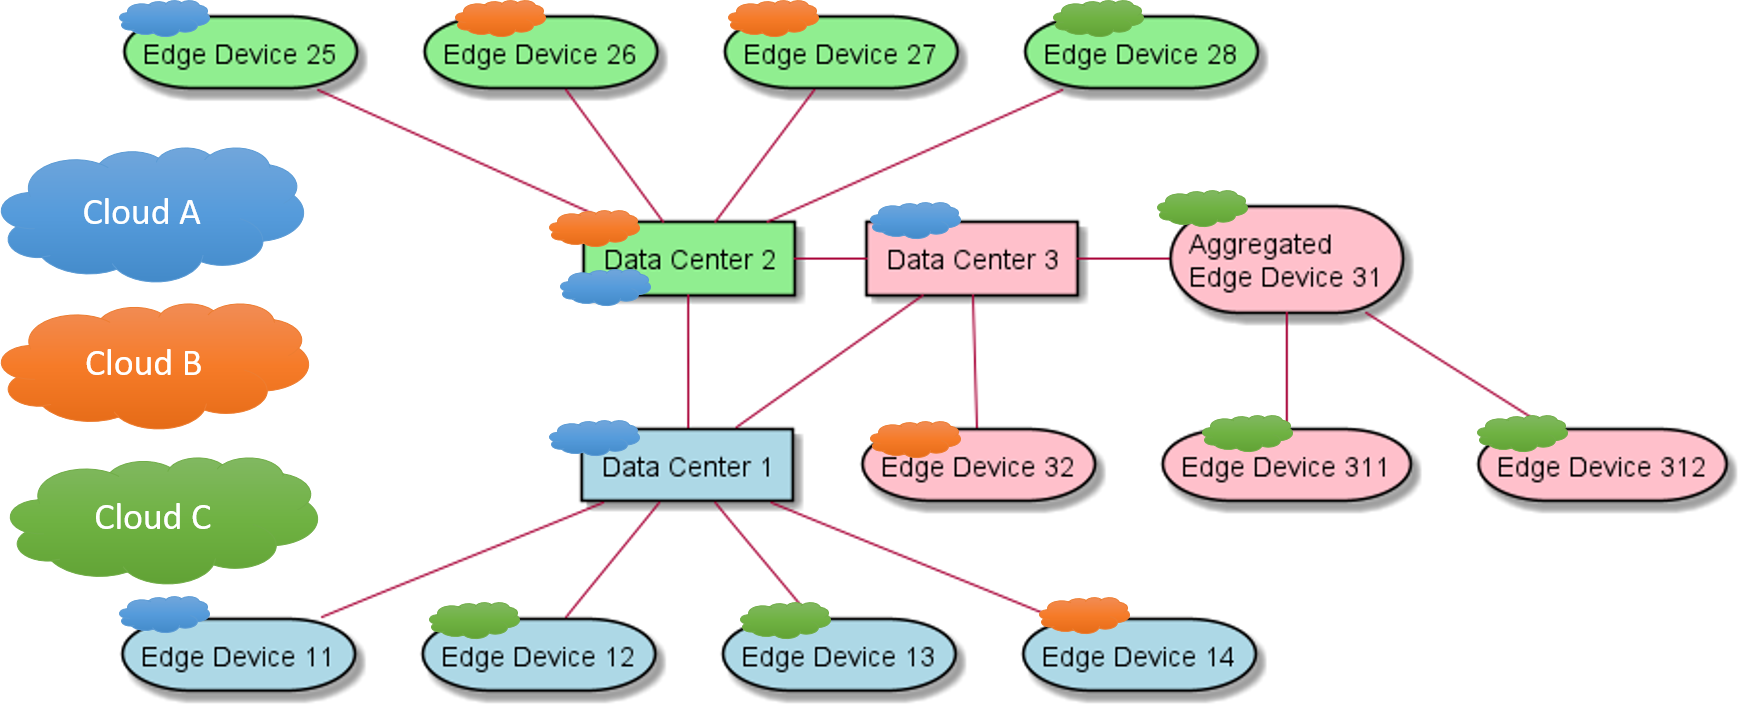 Edge Device 25
Edge Device 26
Edge Device 27
Edge Device 28
Cloud A
Data Center 2
Data Center 3
Aggregated
Edge Device 31
Cloud B
Data Center 1
Edge Device 32
Edge Device 311
Edge Device 312
Cloud C
Edge Device 11
Edge Device 12
Edge Device 13
Edge Device 14